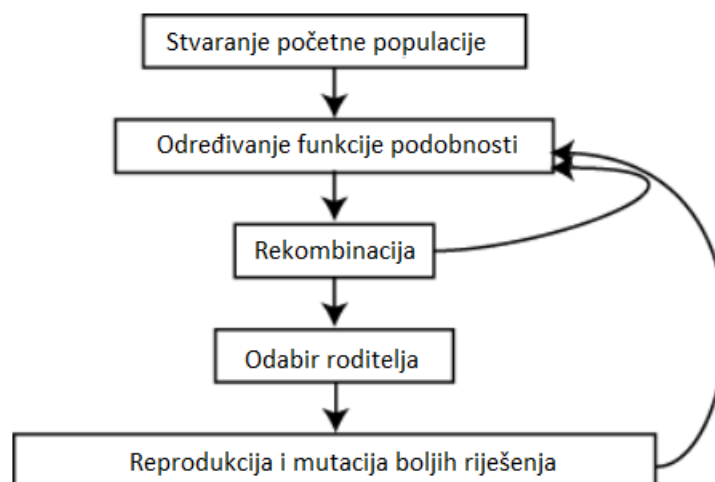 Stvaranje početne populacije
Određivanje funkcije podobnosti
Rekombinacija
Odabir roditelja
Reprodukcija i mutacija boljih riješenja